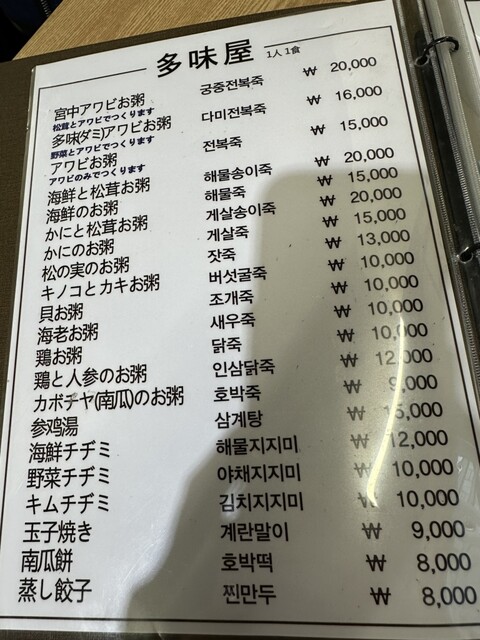 多味屋 1人 1食
宮中アワビお粥 궁중전복죽 ₩ 20,000
松茸とアワビでつくります
多味(ダミ)アワビお粥 다미전복죽 ₩ 16,000
野菜とアワビでつくります
アワビお粥 전복죽 ₩ 15,000
アワビのみでつくります
海鮮と松茸お粥 해물송이죽 ₩ 20,000
海鮮のお粥 해물죽 ₩ 15,000
かにと松茸お粥 게살송이죽 ₩ 20,000
かにのお粥 게살죽 ₩ 15,000
松の実のお粥 잣죽 ₩ 13,000
キノコとカキお粥 버섯굴죽 ₩ 10,000
貝お粥 조개죽 ₩ 10,000
海老お粥 새우죽 ₩ 10,000
鶏お粥 닭죽 ₩ 10,000
鶏と人参のお粥 인삼닭죽 ₩ 12,000
カボチヤ(南瓜)のお粥 호박죽 ₩ 9,000
参鸡湯 삼계탕 ₩ 15,000
海鮮チヂミ 해물지지미 ₩ 12,000
野菜チヂミ 야채지지미 ₩ 10,000
キムチヂミ 김치지지미 ₩ 10,000
玉子焼き 계란말이 ₩ 9,000
南瓜餅 호박떡 ₩ 8,000
蒸し餃子 찐만두 ₩ 8,000